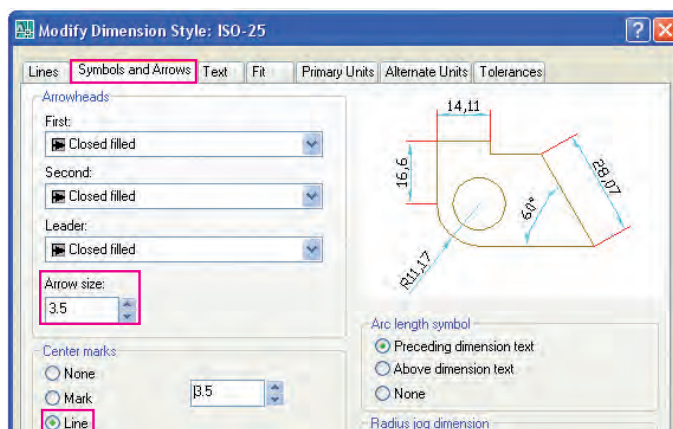 Modify Dimension Style: ISO-25
Lines Symbols and Arrows Text Fit Primary Units Alternate Units Tolerances
Arrowheads
First:
Closed filled
Second:
Closed filled
Leader:
Closed filled
Arrow size:
3.5
Center marks
None
Mark
3.5
Line
14,11
16,6
28,07
60°
R11,17
Arc length symbol
Preceding dimension text
Above dimension text
None
Radius jog dimension